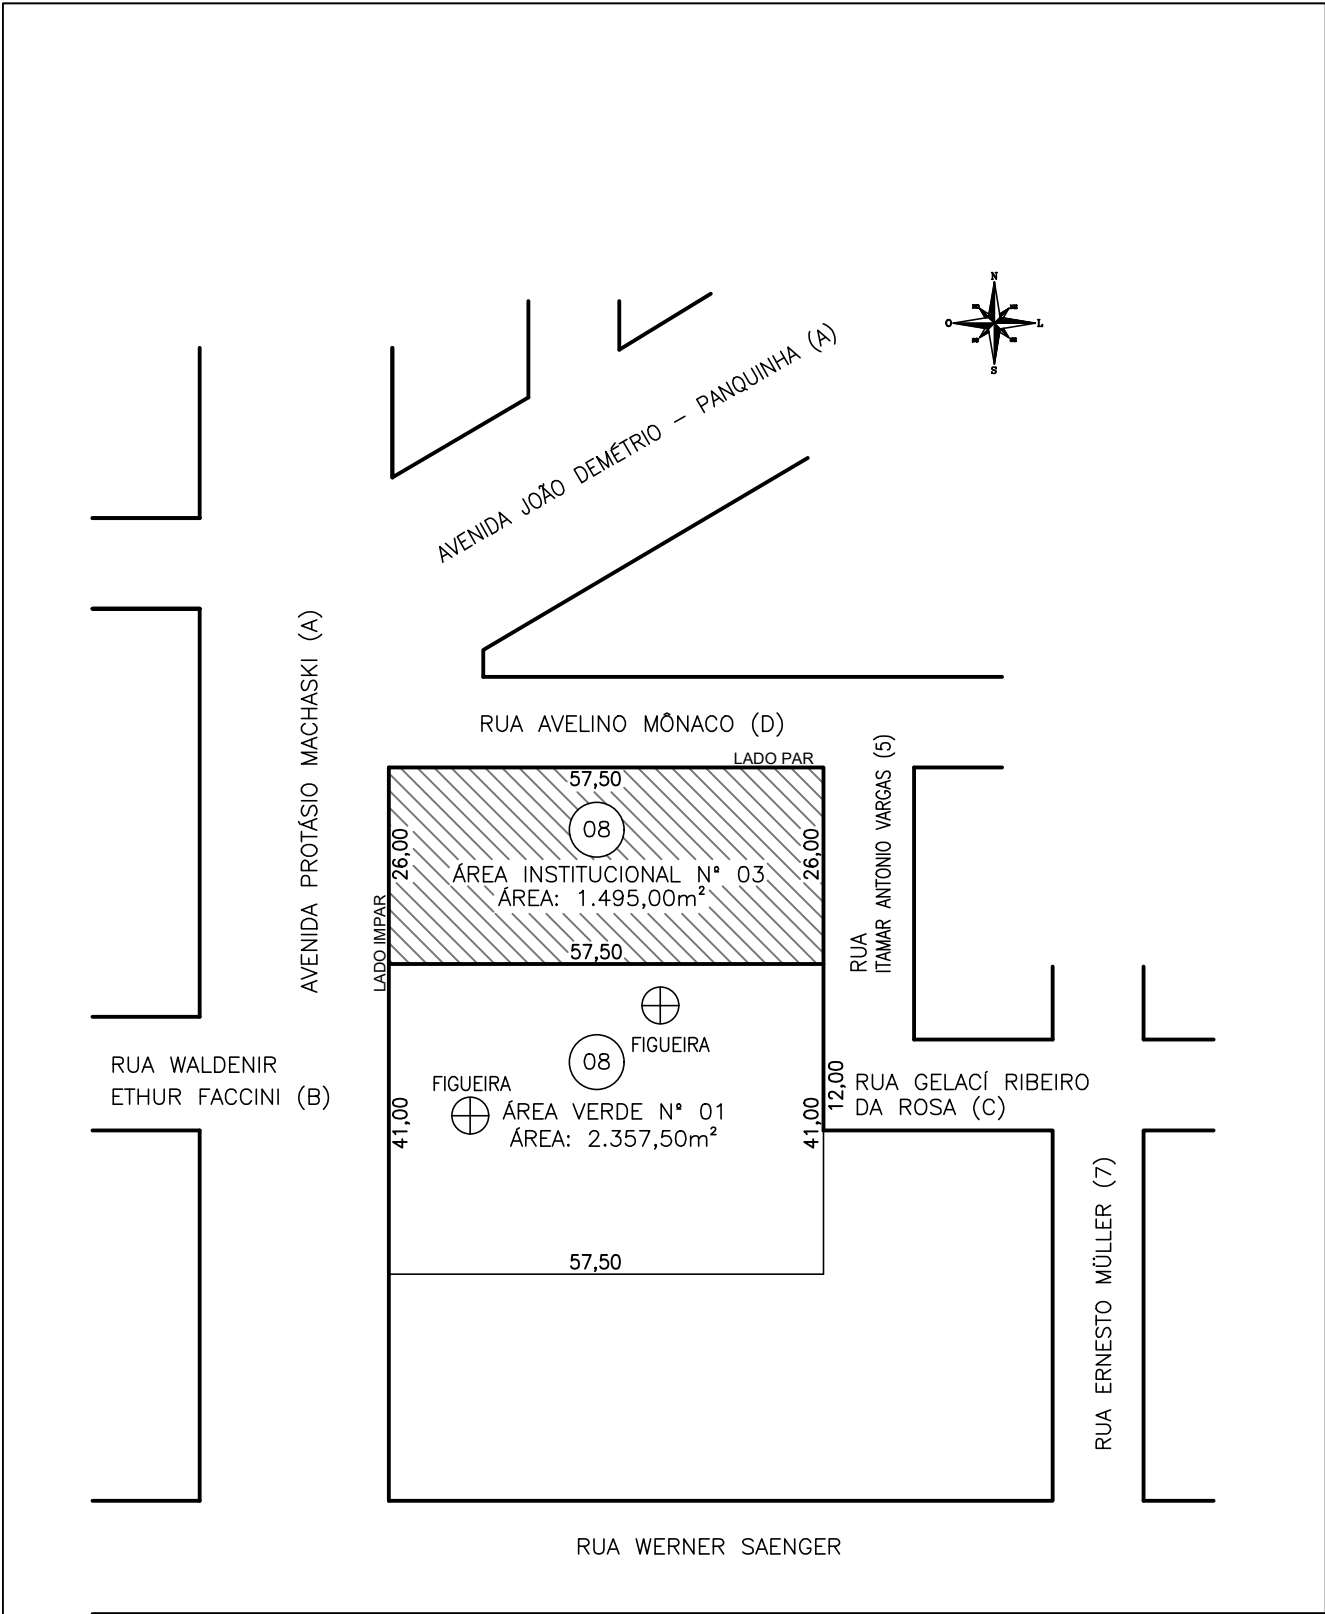 N
O
L
S
AVENIDA JOÃO DEMÉTRIO - PANQUINHA (A)
AVENIDA PROTÁSIO MACHASKI (A)
RUA AVELINO MÔNACO (D)
LADO PAR
57,50
08
26,00
26,00
ÁREA INSTITUCIONAL Nº 03
ÁREA: 1.495,00m²
57,50
LADO IMPAR
RUA
ITAMAR ANTONIO VARGAS (5)
FIGUEIRA
08
RUA WALDENIR
ETHUR FACCINI (B)
FIGUEIRA
ÁREA VERDE Nº 01
ÁREA: 2.357,50m²
41,00
41,00
12,00
RUA GELACÍ RIBEIRO
DA ROSA (C)
57,50
RUA ERNESTO MÜLLER (7)
RUA WERNER SAENGER